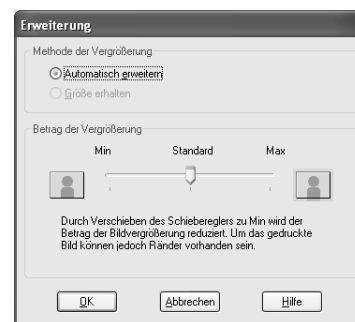 Erweiterung
Methode der Vergrößerung
Automatisch erweitern
Größe erhalten
Betrag der Vergrößerung
Min Standard Max
Durch Verschieben des Schiebereglers zu Min wird der
Betrag der Bildvergrößerung reduziert. Um das gedruckte
Bild können jedoch Ränder vorhanden sein.
OK Abbrechen Hilfe